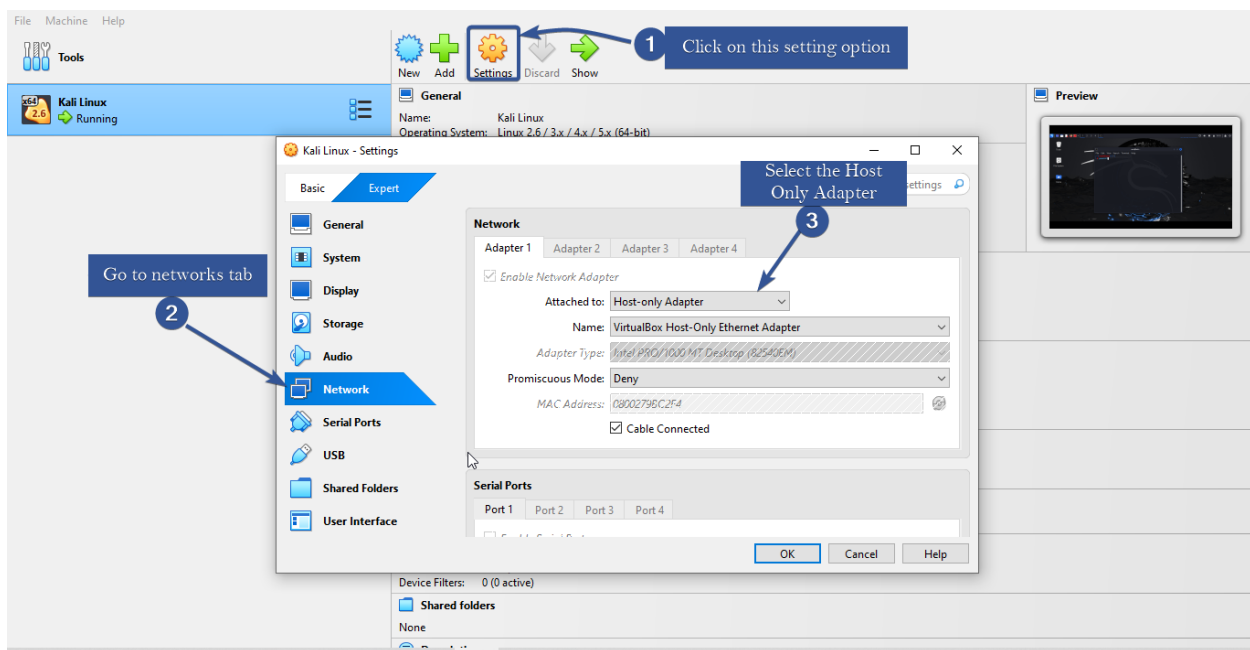 File Machine Help
Tools
New Add Settings Discard Show
1 Click on this setting option
x64
2.6
Kali Linux
Running
General
Name: Kali Linux
Operating System: Linux 2.6 / 3.x / 4.x / 5.x (64-bit)
Preview
Kali Linux - Settings
Basic Expert
Select the Host
Only Adapter
3
settings
Go to networks tab
2
General
System
Display
Storage
Audio
Network
Serial Ports
USB
Shared Folders
User Interface
Network
Adapter 1 Adapter 2 Adapter 3 Adapter 4
Enable Network Adapter
Attached to: Host-only Adapter
Name: VirtualBox Host-Only Ethernet Adapter
Adapter Type: Intel PRO/1000 MT Desktop (82540EM)
Promiscuous Mode: Deny
MAC Address: 0800279BC2F4
Cable Connected
Serial Ports
Port 1 Port 2 Port 3 Port 4
OK Cancel Help
Device Filters: 0 (0 active)
Shared folders
None